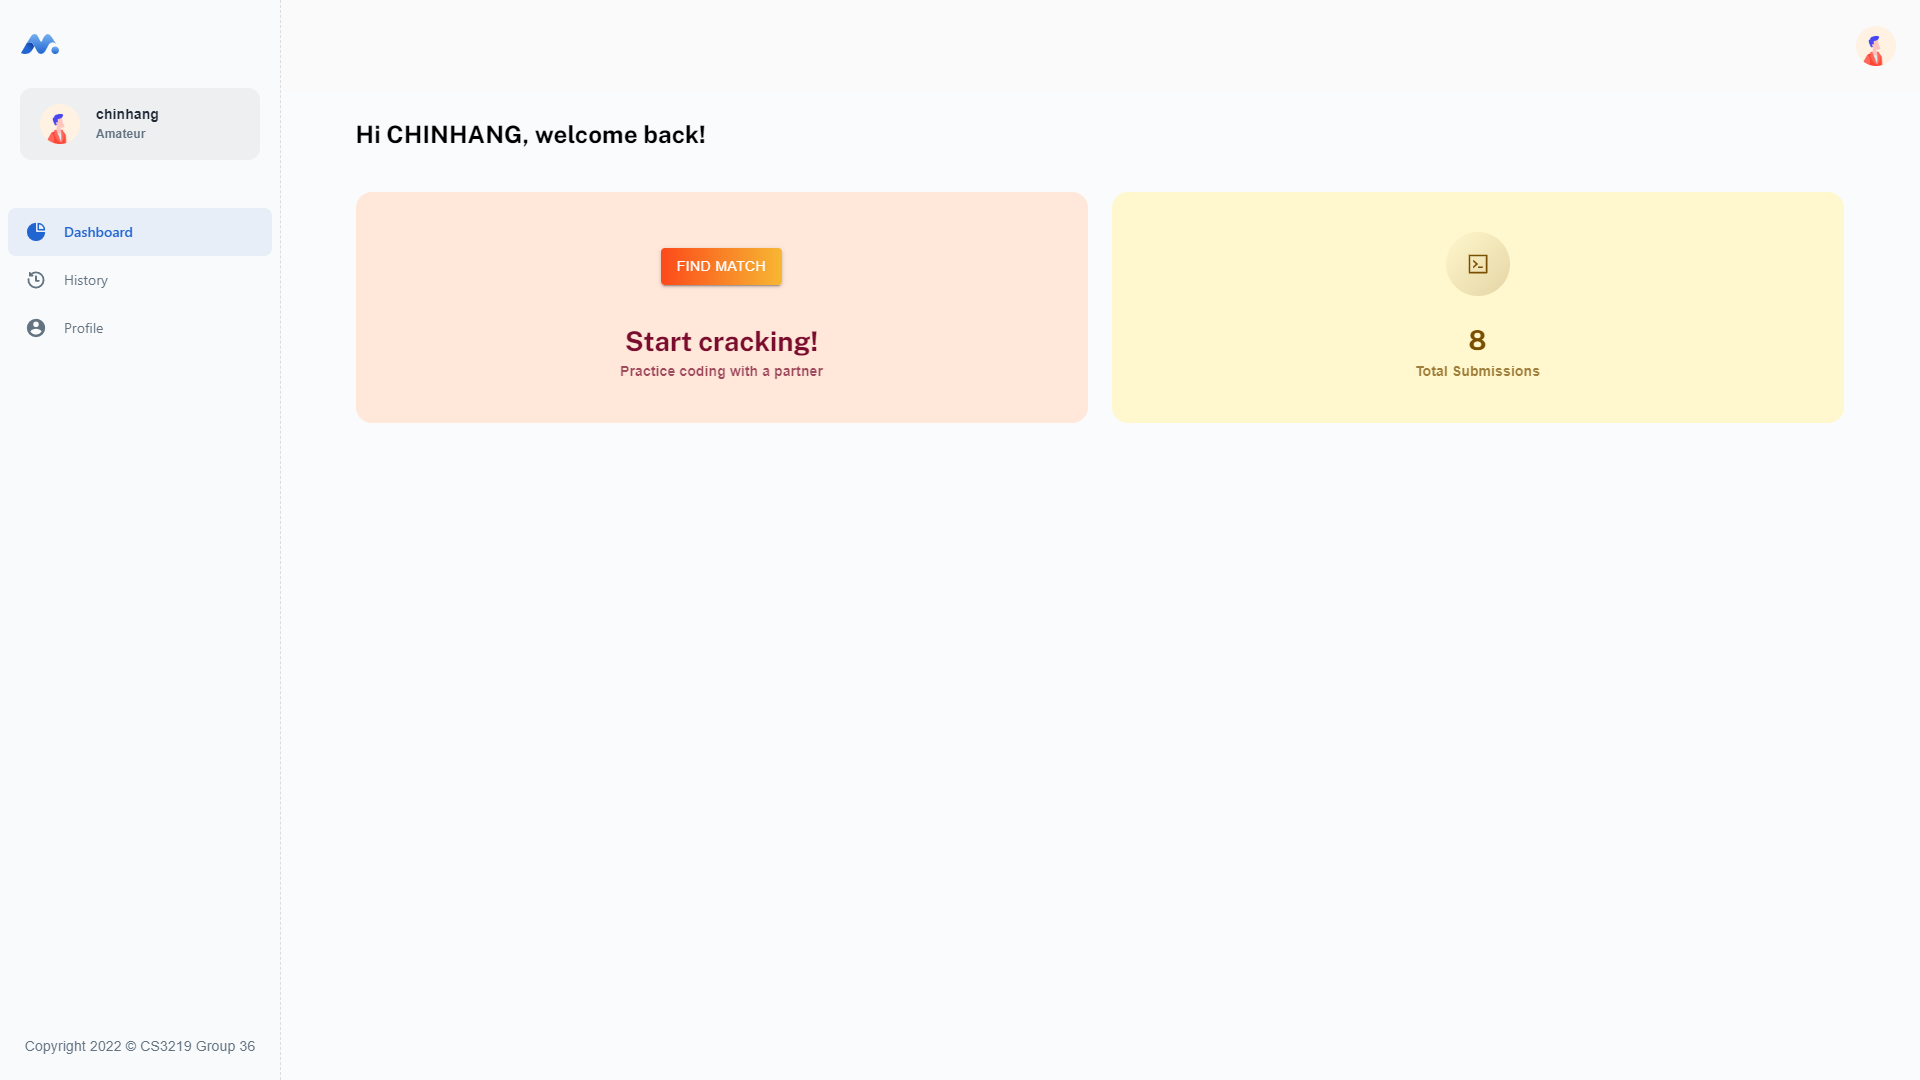 chinhang
Amateur
Dashboard
History
Profile
Copyright 2022 © CS3219 Group 36
Hi CHINHANG, welcome back!
FIND MATCH
Start cracking!
Practice coding with a partner
8
Total Submissions